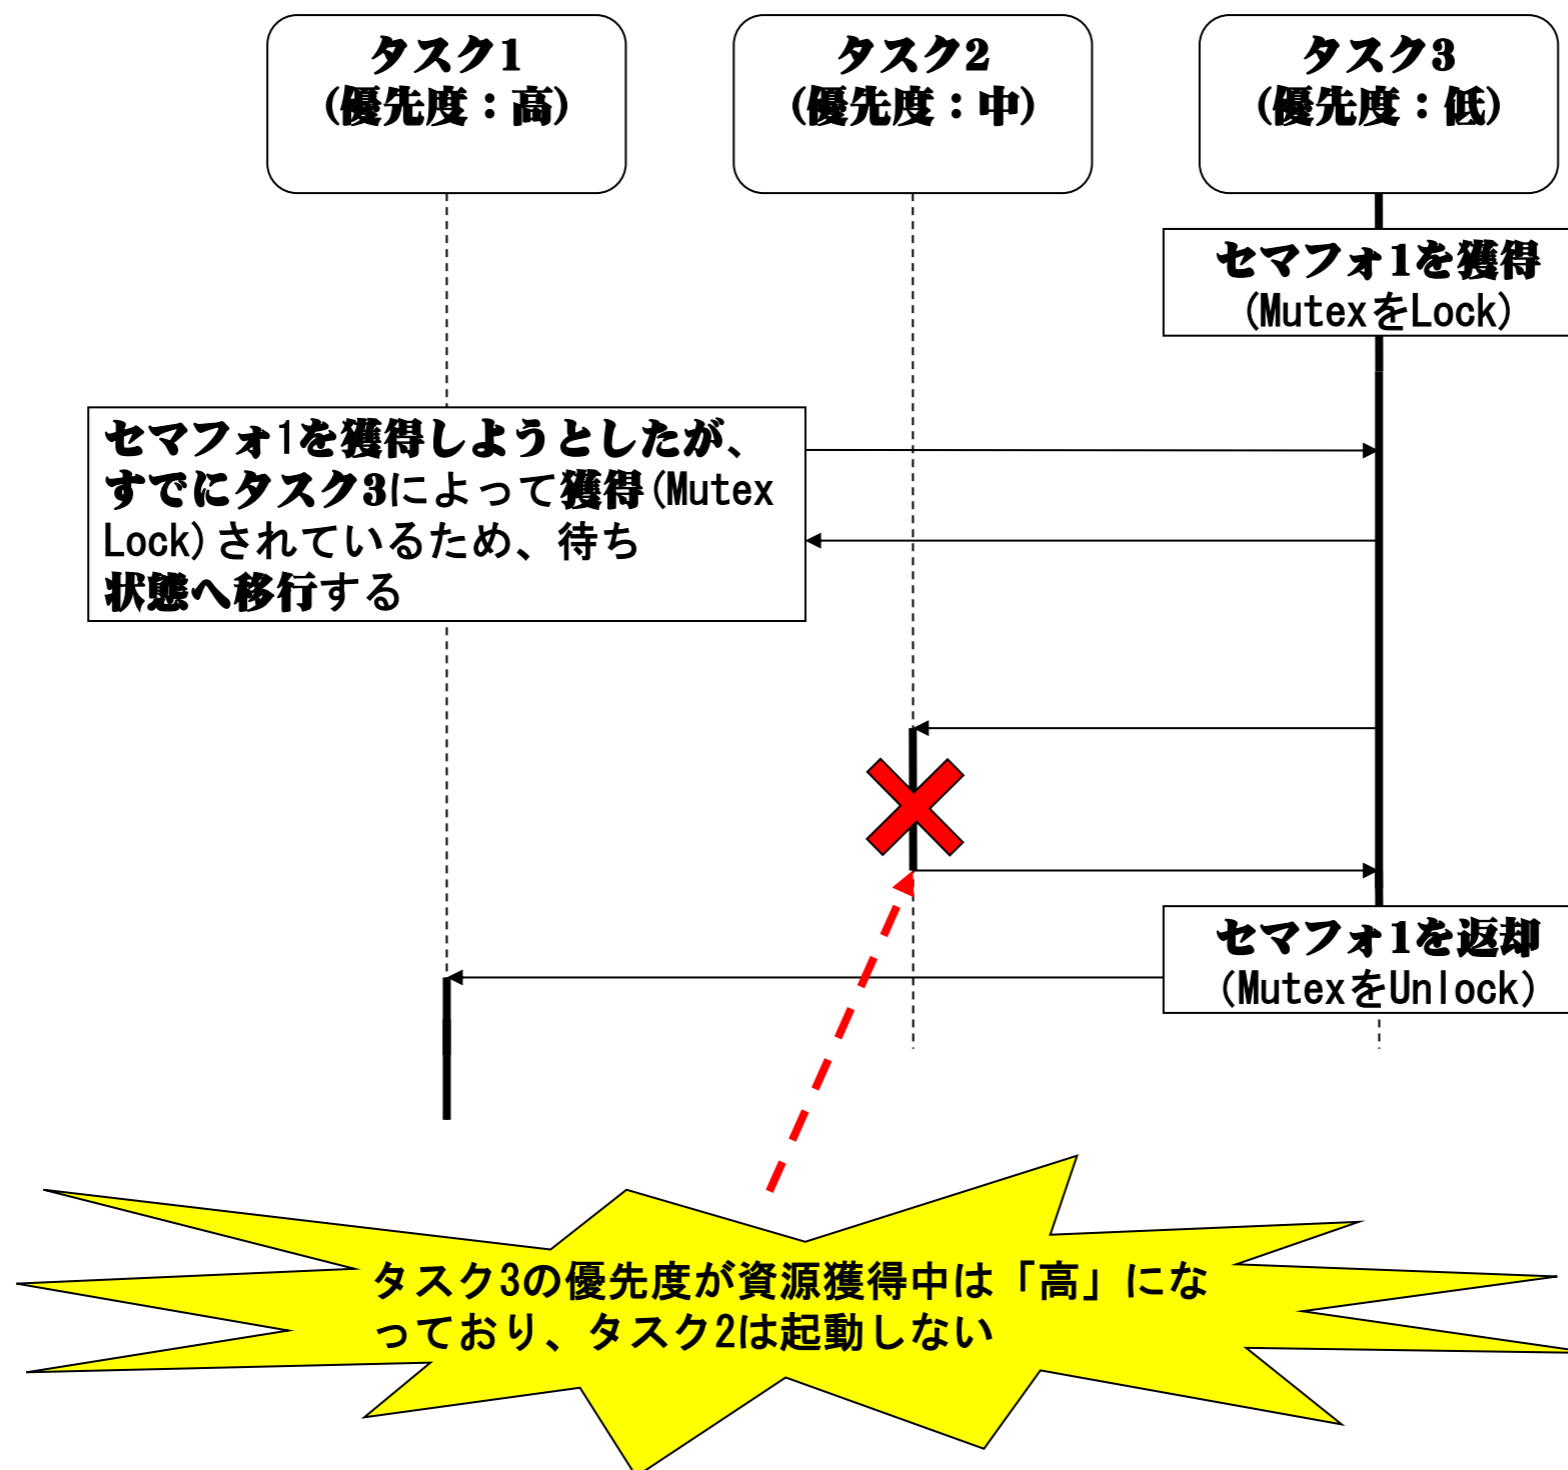 タスク1
(優先度：高)
タスク2
(優先度：中)
タスク3
(優先度：低)
セマフォ1を獲得
(MutexをLock)
セマフォ1を獲得しようとしたが、
すでにタスク3によって獲得(Mutex
Lock)されているため、待ち
状態へ移行する
セマフォ1を返却
(MutexをUnlock)
タスク3の優先度が資源獲得中は「高」にな
っており、タスク2は起動しない